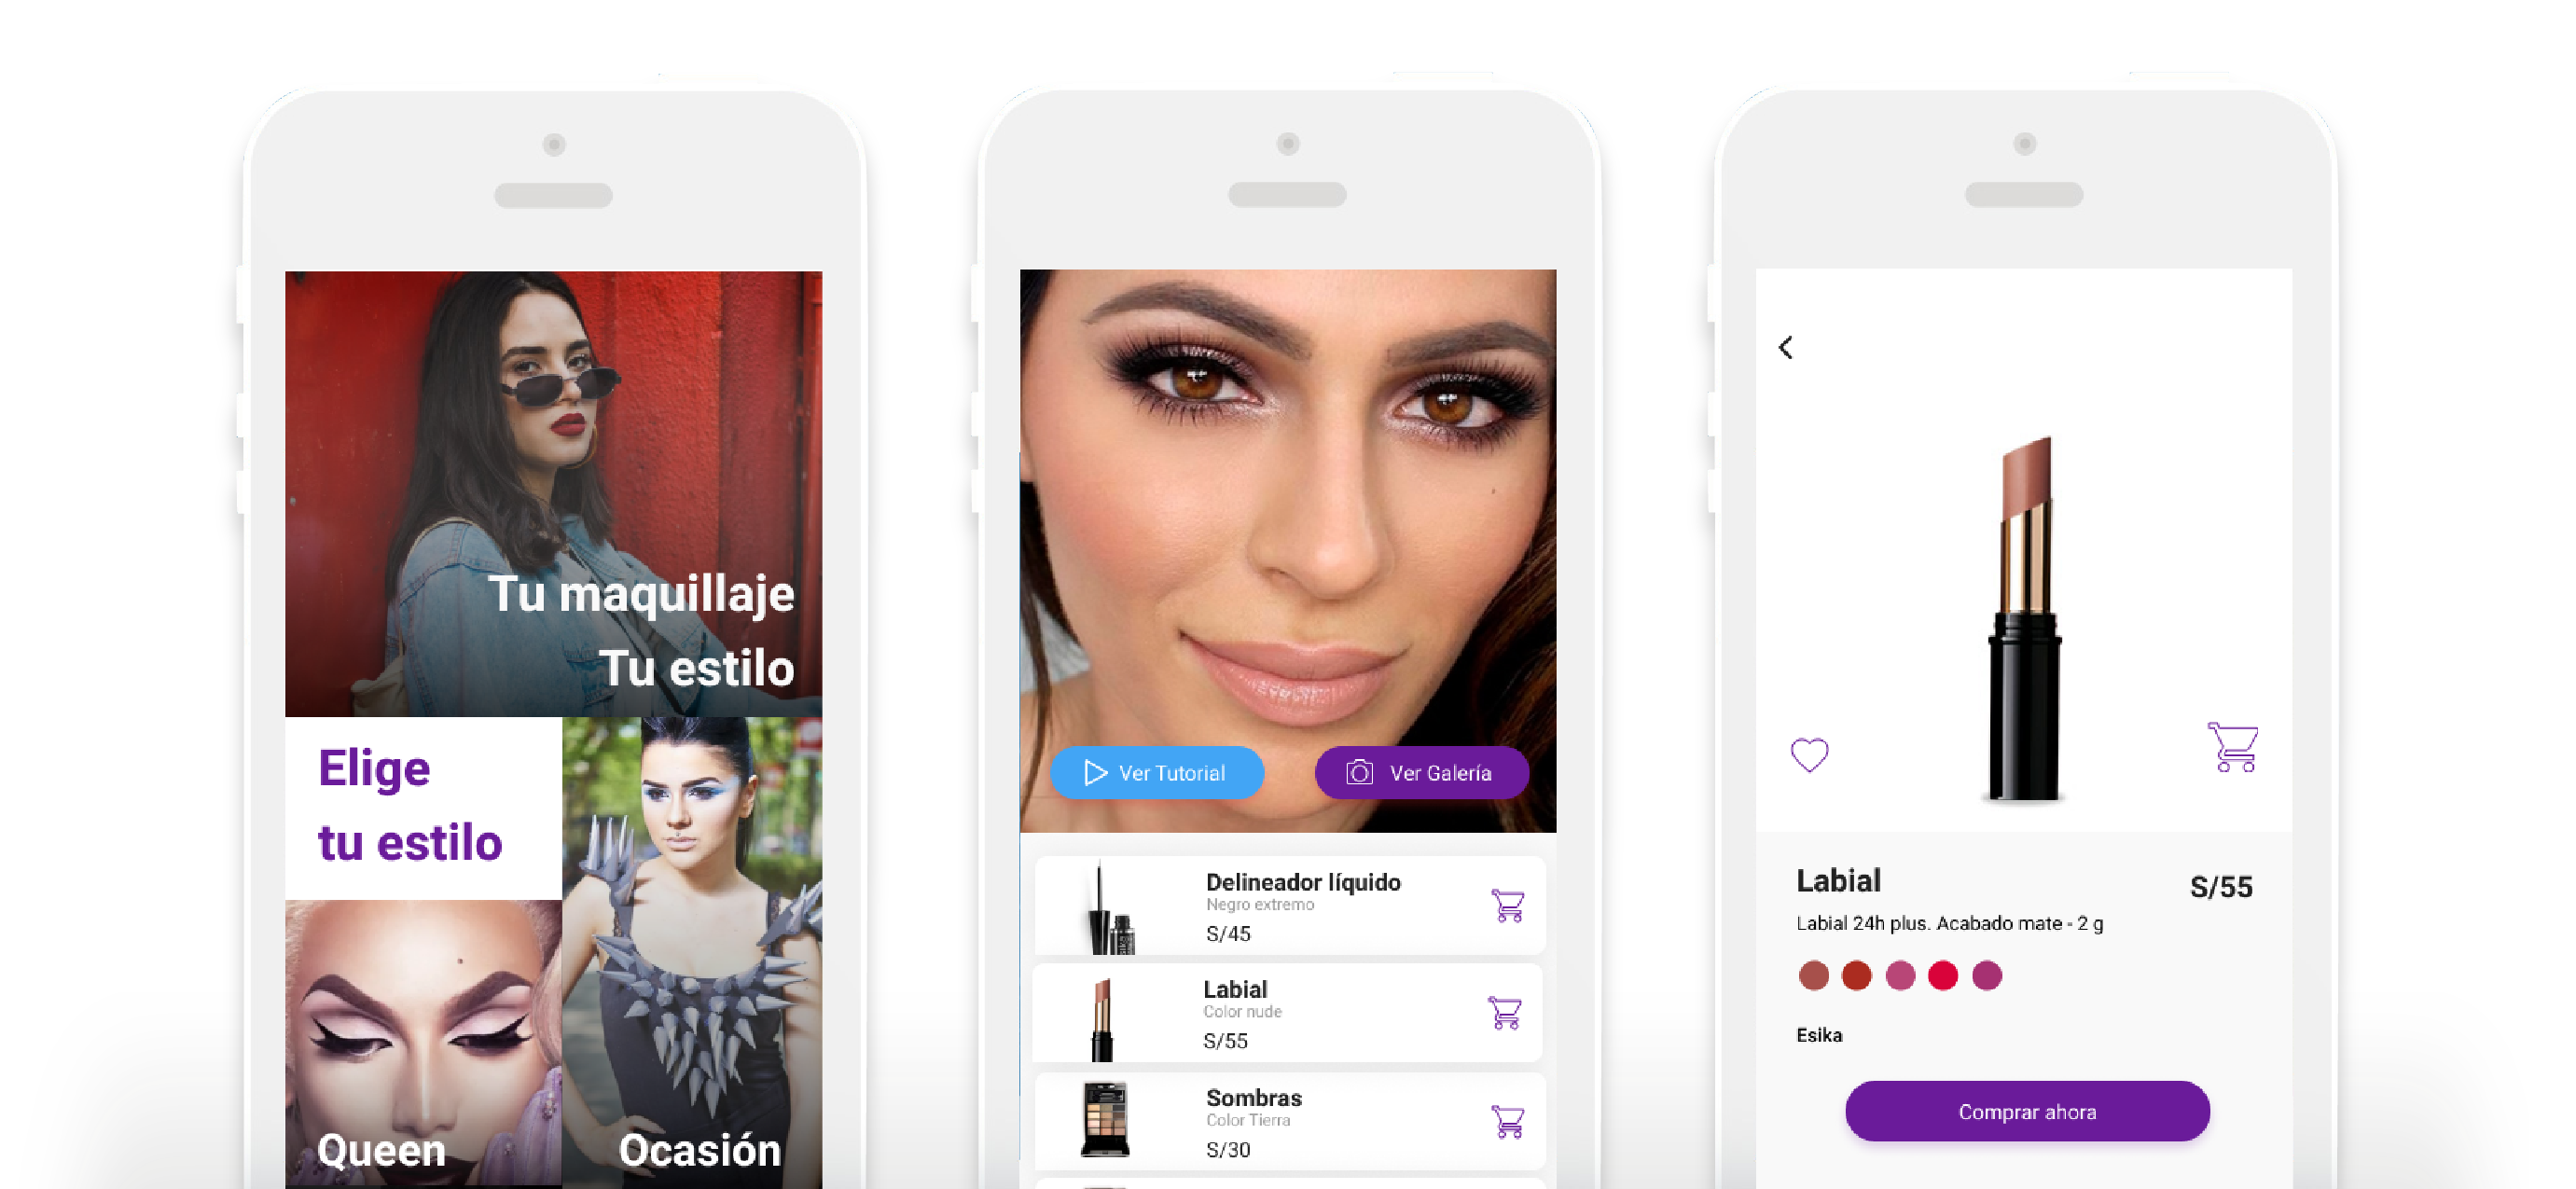 Tu maquillaje
Tu estilo
Elige
tu estilo
Queen
Ocasión
Ver Tutorial
Ver Galería
Delineador líquido
Negro extremo
S/45
Labial
Color nude
S/55
Sombras
Color Tierra
S/30
Labial
S/55
Labial 24h plus. Acabado mate - 2 g
Esika
Comprar ahora